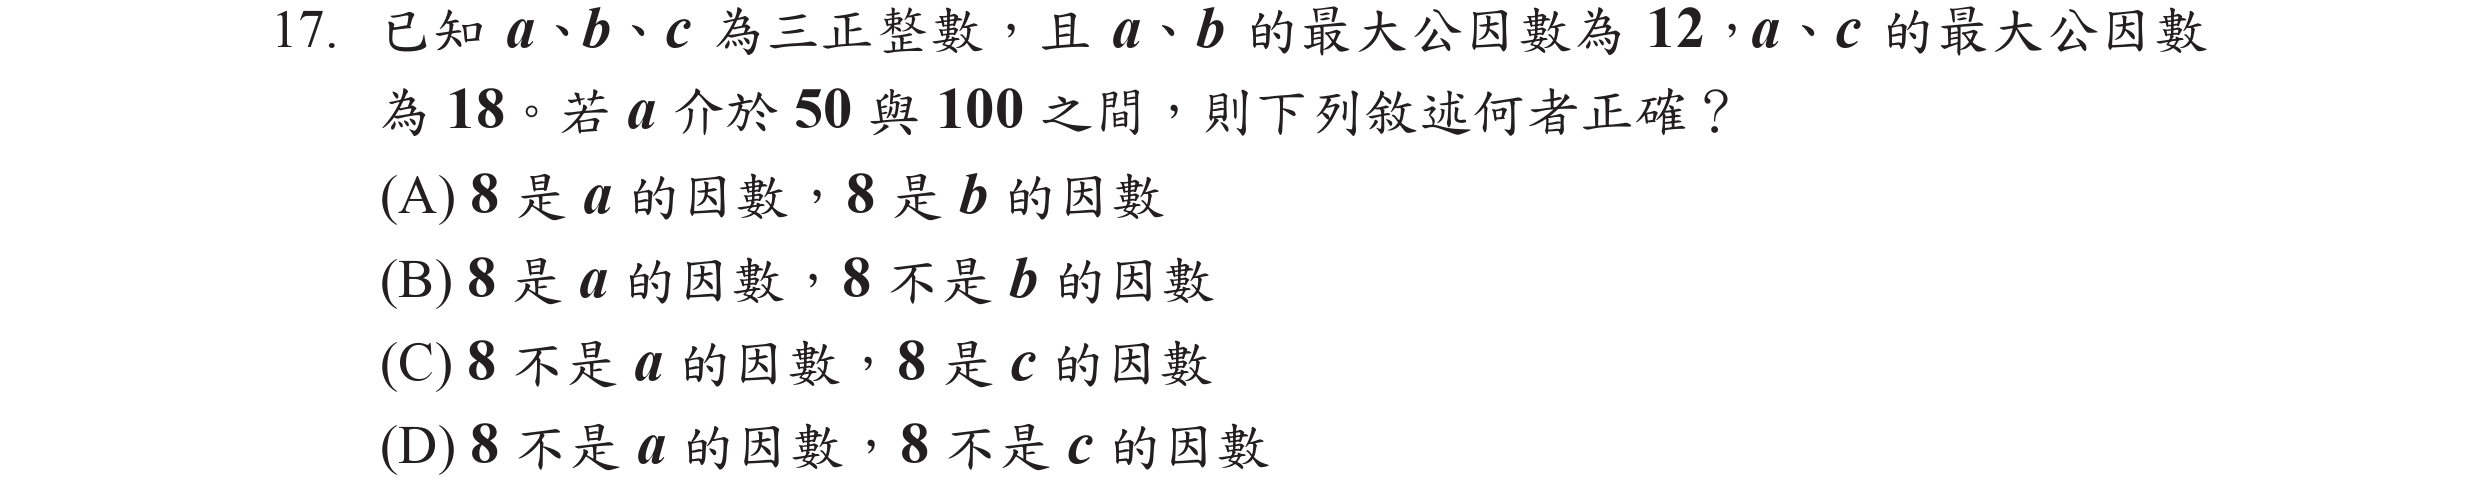 17. 已知 a、b、c 為三正整數，且 a、b 的最大公因數為 12，a、c 的最大公因數
為 18。若 a 介於 50 與 100 之間，則下列敘述何者正確？
(A) 8 是 a 的因數，8 是 b 的因數
(B) 8 是 a 的因數，8 不是 b 的因數
(C) 8 不是 a 的因數，8 是 c 的因數
(D) 8 不是 a 的因數，8 不是 c 的因數